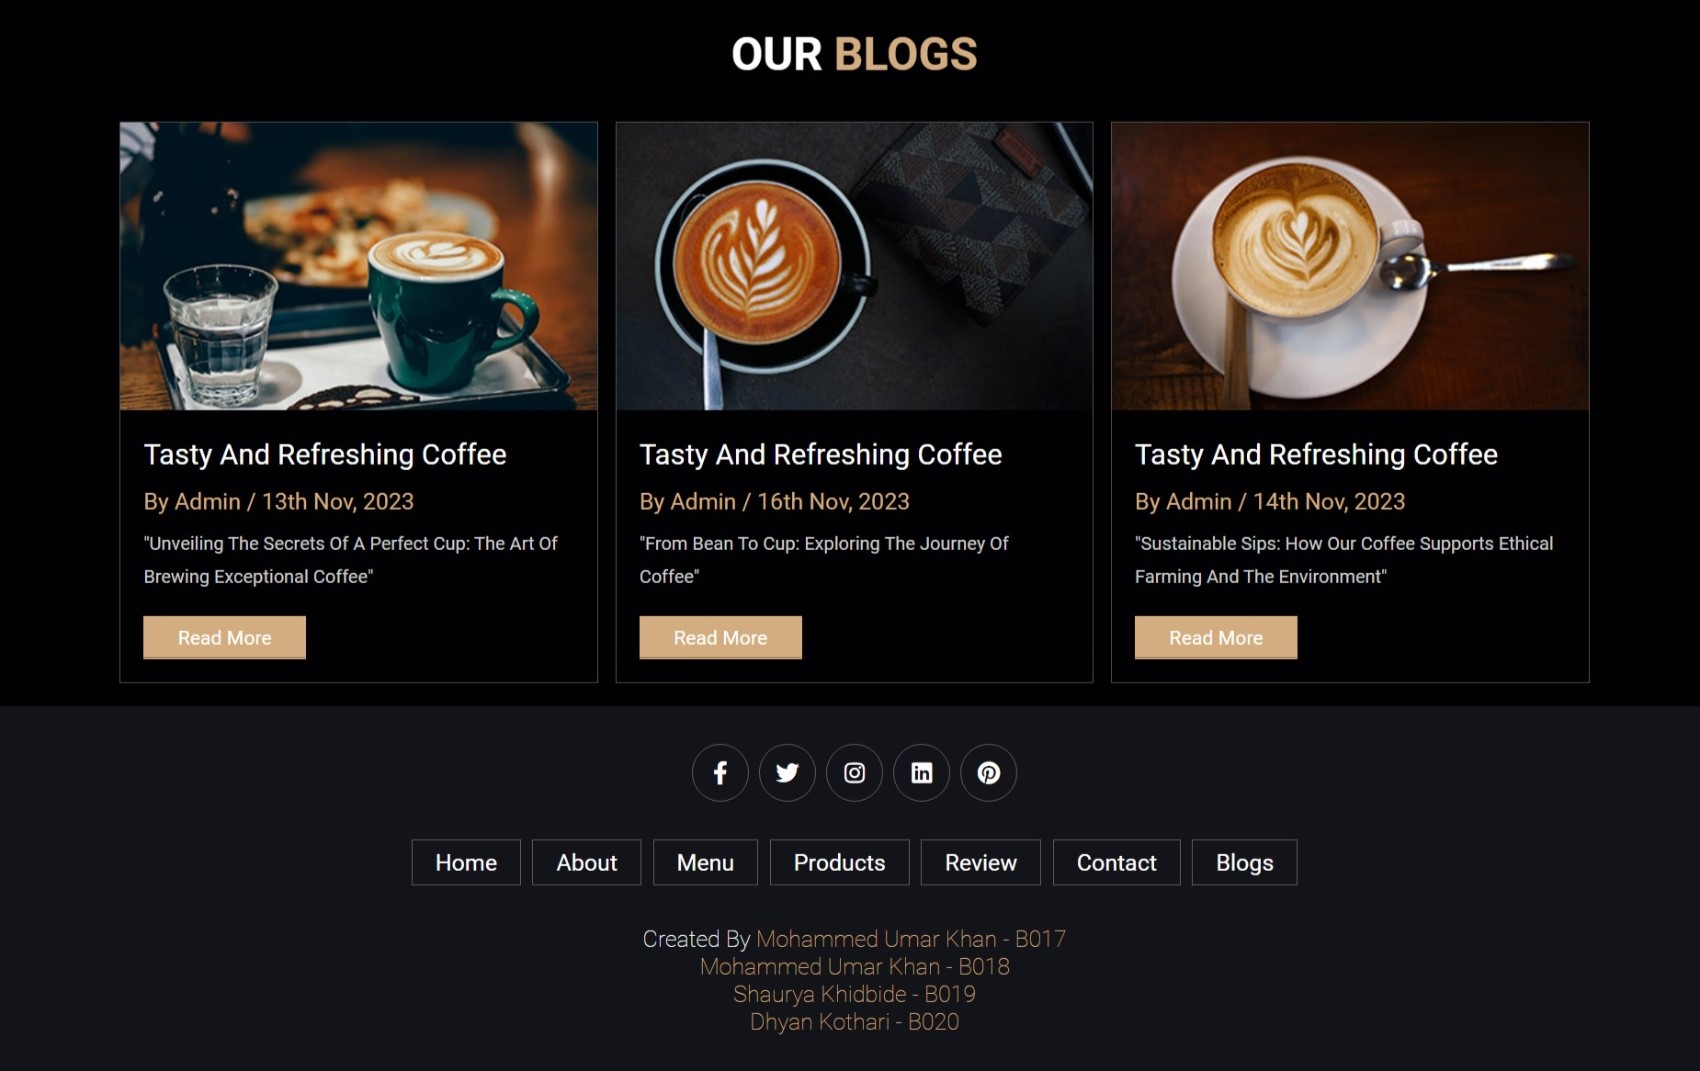 OUR BLOGS
Tasty And Refreshing Coffee
By Admin / 13th Nov, 2023
"Unveiling The Secrets Of A Perfect Cup: The Art Of
Brewing Exceptional Coffee"
Read More
Tasty And Refreshing Coffee
By Admin / 16th Nov, 2023
"From Bean To Cup: Exploring The Journey Of
Coffee"
Read More
Tasty And Refreshing Coffee
By Admin / 14th Nov, 2023
"Sustainable Sips: How Our Coffee Supports Ethical
Farming And The Environment"
Read More
Home About Menu Products Review Contact Blogs
Created By Mohammed Umar Khan - B017
Mohammed Umar Khan - B018
Shaurya Khidbide - B019
Dhyan Kothari - B020